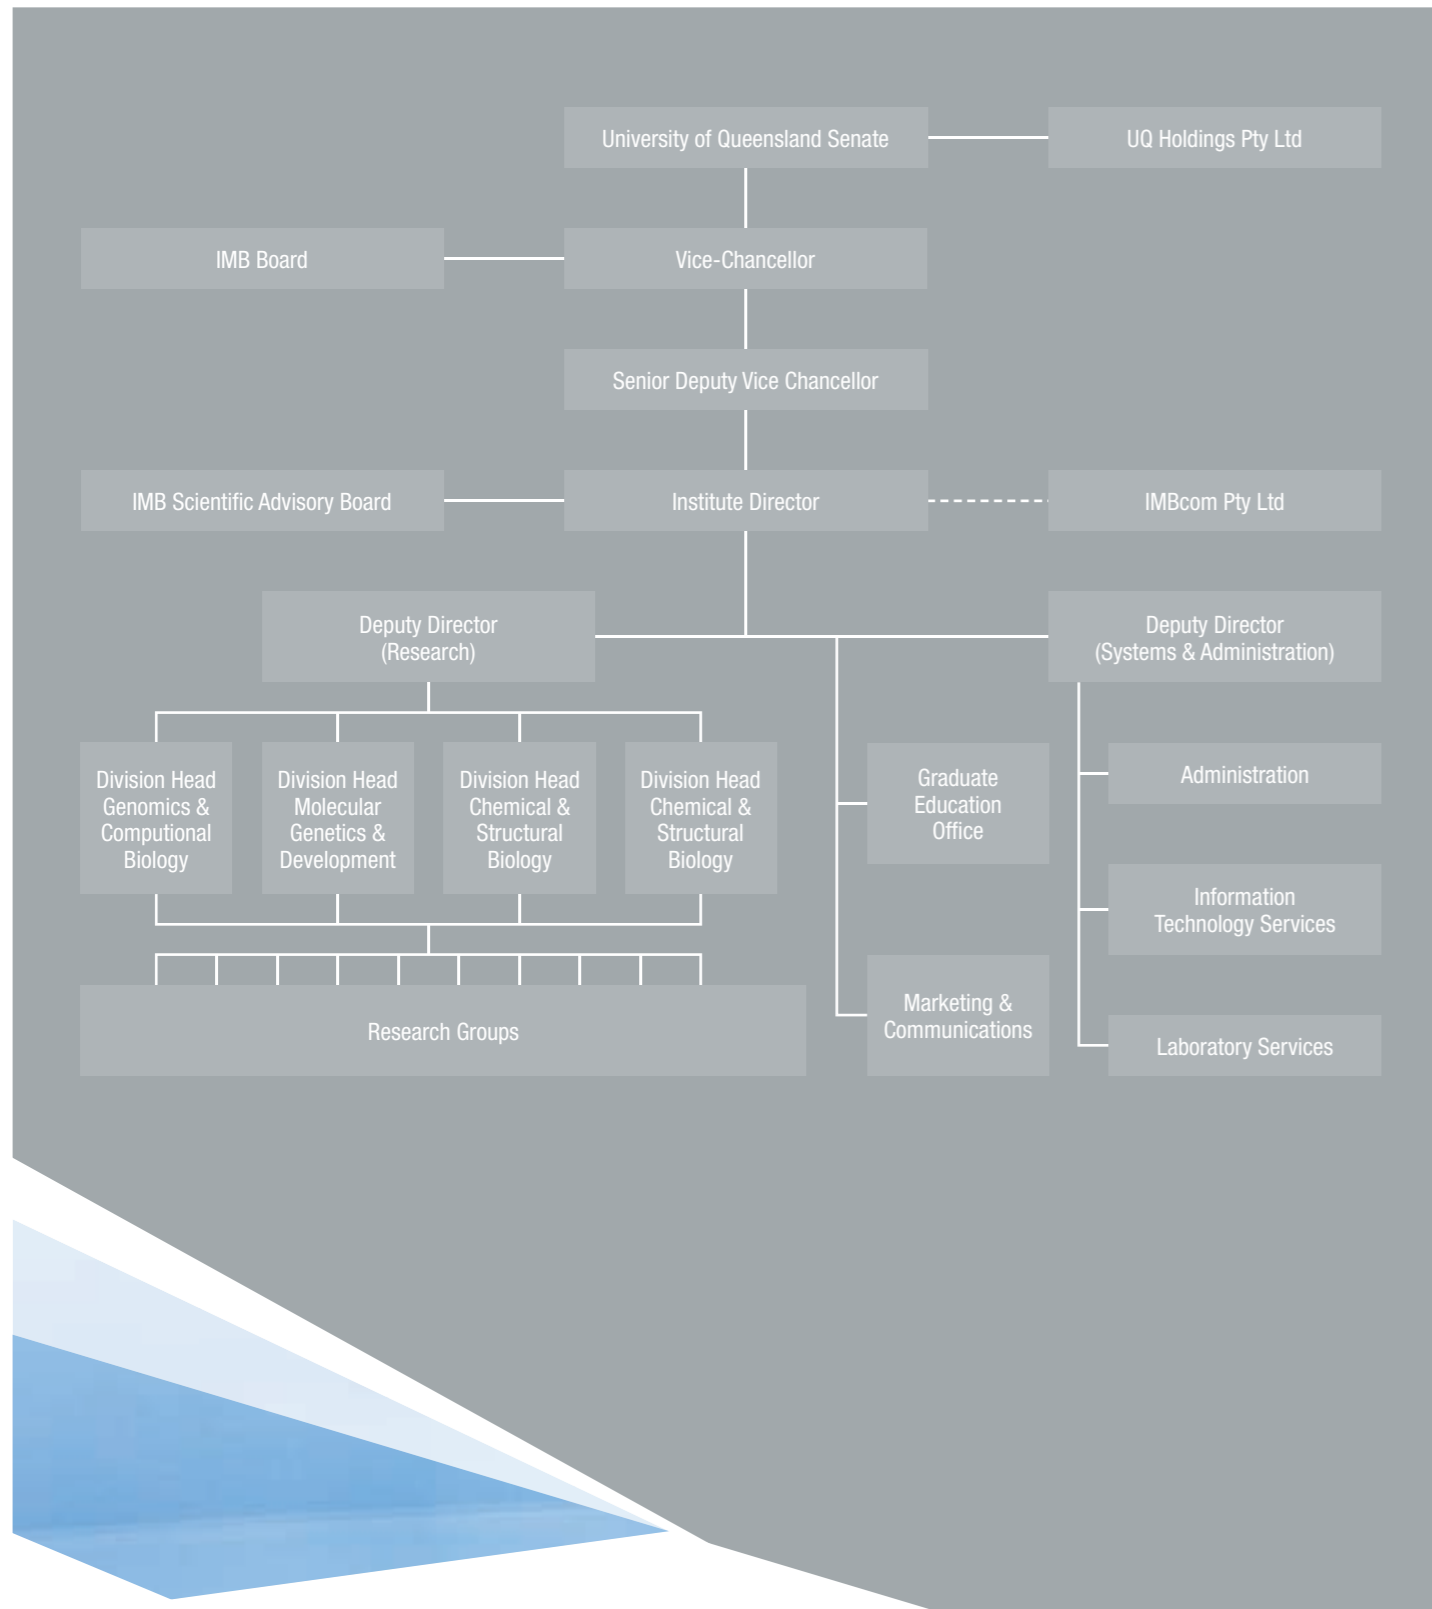 University of Queensland Senate
UQ Holdings Pty Ltd
IMB Board
Vice-Chancellor
Senior Deputy Vice Chancellor
IMB Scientific Advisory Board
Institute Director
IMBcom Pty Ltd
Deputy Director
(Research)
Deputy Director
(Systems & Administration)
Division Head
Genomics &
Computional
Biology
Division Head
Molecular
Genetics &
Development
Division Head
Chemical &
Structural
Biology
Division Head
Chemical &
Structural
Biology
Graduate
Education
Office
Administration
Information
Technology Services
Research Groups
Marketing &
Communications
Laboratory Services